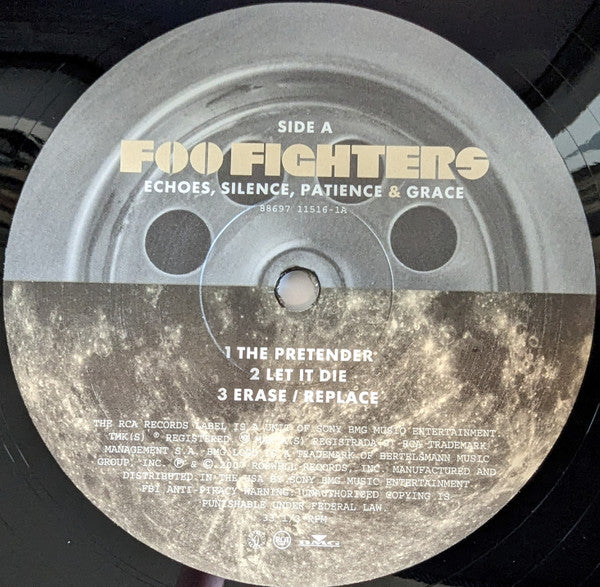 SIDE A
FOO FIGHTERS
ECHOES, SILENCE, PATIENCE & GRACE
88697 11516-1A
1 THE PRETENDER
2 LET IT DIE
3 ERASE / REPLACE
THE RCA RECORDS LABEL IS A UNIT OF SONY BMG MUSIC ENTERTAINMENT.
TMK(S) ® REGISTERED. MARCA(S) REGISTRADA(S) RCA TRADEMARK
MANAGEMENT S.A. BMG LOGO IS A TRADEMARK OF BERTELSMANN MUSIC
GROUP, INC. ℗ & © 2007 ROSWELL RECORDS, INC. MANUFACTURED AND
DISTRIBUTED IN THE USA BY SONY BMG MUSIC ENTERTAINMENT.
FBI ANTI-PIRACY WARNING: UNAUTHORIZED COPYING IS
PUNISHABLE UNDER FEDERAL LAW.
33 1/3 RPM
RCA BMG